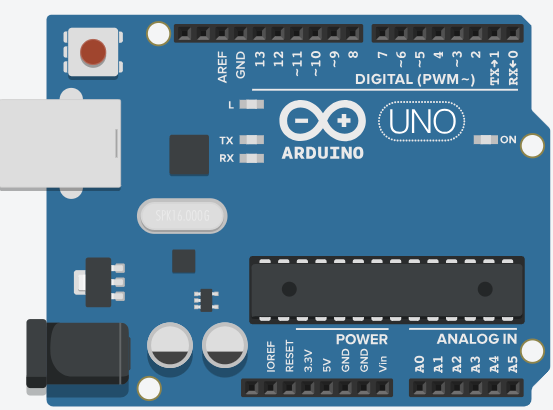 AREF
GND
13
12
~11
~10
~9
8
7
~6
~5
~4
~3
2
TX→1
RX←0
DIGITAL (PWM~)
L
TX
RX
ARDUINO
UNO
ON
SPK16.000G
POWER
ANALOG IN
IOREF
RESET
3.3V
5V
GND
GND
Vin
A0
A1
A2
A3
A4
A5